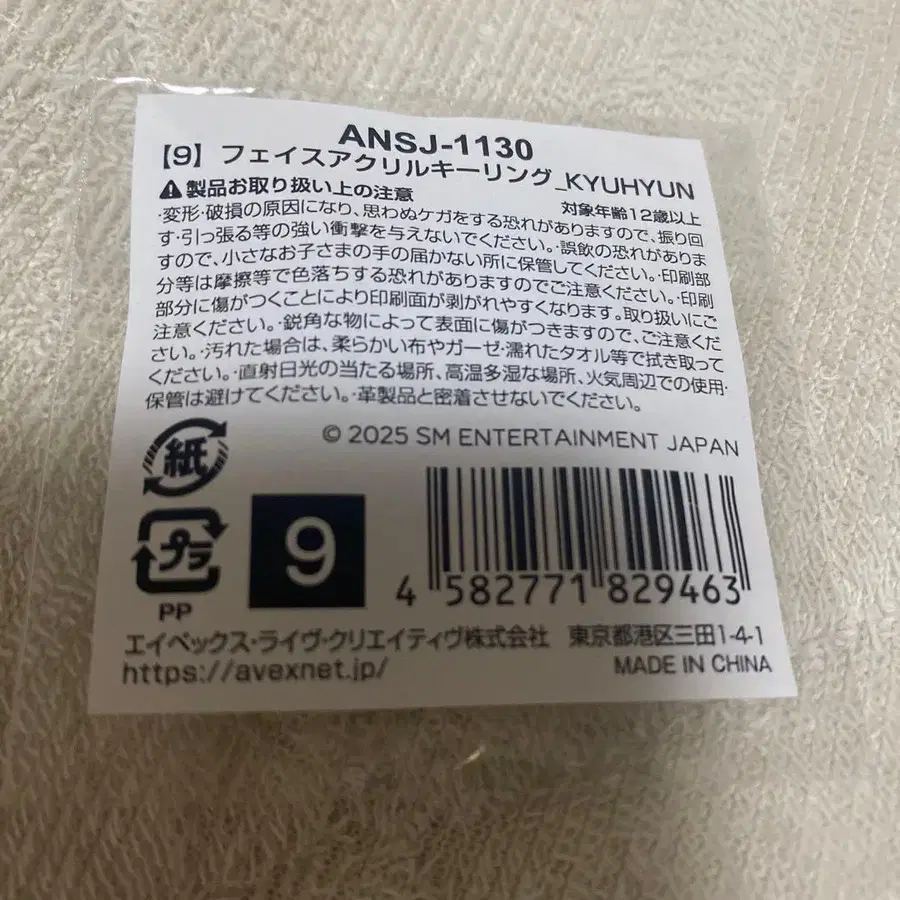 ANSJ-1130
【9】フェイスアクリルキーリング_KYUHYUN
⚠製品お取り扱い上の注意 対象年齢12歳以上
・変形・破損の原因になり、思わぬケガをする恐れがありますので、振り回
す・引っ張る等の強い衝撃を与えないでください。・誤飲の恐れがありま
すので、小さなお子さまの手の届かない所に保管してください。・印刷部
分等は摩擦等で色落ちする恐れがありますのでご注意ください。・印刷
部分に傷がつくことにより印刷面が剥がれやすくなります。取り扱いにご
注意ください。・鋭角な物によって表面に傷がつきますので、ご注意くだ
さい。・汚れた場合は、柔らかい布やガーゼ・濡れたタオル等で拭き取って
ください。・直射日光の当たる場所、高温多湿な場所、火気周辺での使用・
保管は避けてください。・革製品と密着させないでください。
© 2025 SM ENTERTAINMENT JAPAN
紙
プラ
PP
9
4 582771 829463
エイベックス・ライヴ・クリエイティヴ株式会社 東京都港区三田1-4-1
https://avexnet.jp/ MADE IN CHINA